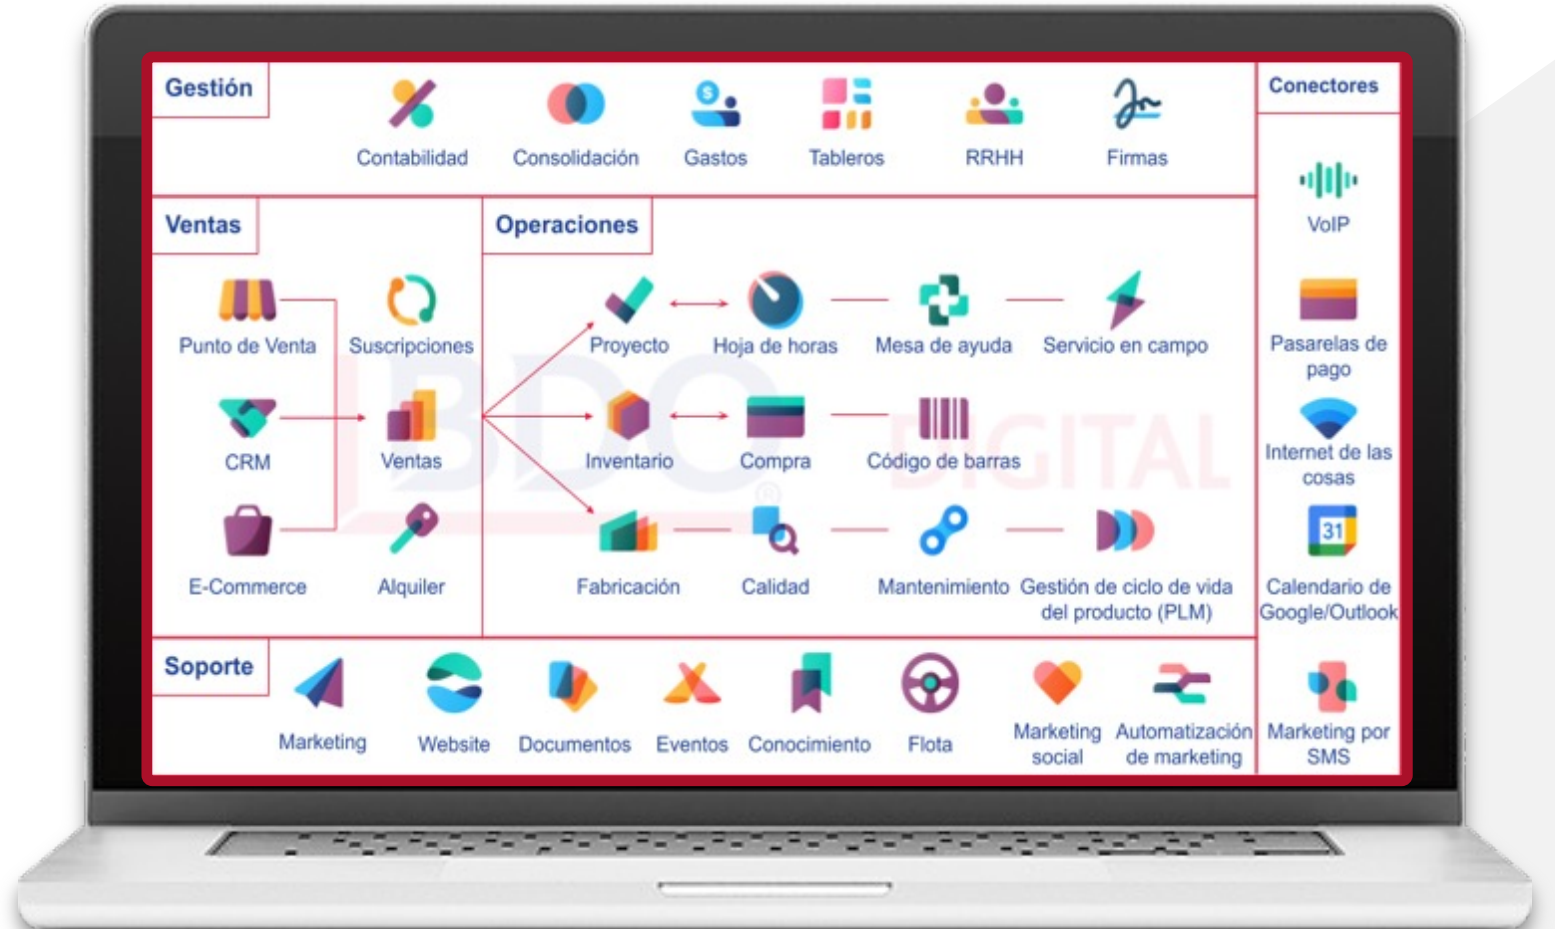 Gestión
Contabilidad
Consolidación
Gastos
Tableros
RRHH
Firmas
Ventas
Punto de Venta
Suscripciones
CRM
Ventas
E-Commerce
Alquiler
Operaciones
Proyecto
Hoja de horas
Mesa de ayuda
Servicio en campo
Inventario
Compra
Código de barras
Fabricación
Calidad
Mantenimiento
Gestión de ciclo de vida
del producto (PLM)
Soporte
Marketing
Website
Documentos
Eventos
Conocimiento
Flota
Marketing
social
Automatización
de marketing
Conectores
VoIP
Pasarelas de
pago
Internet de las
cosas
31
Calendario de
Google/Outlook
Marketing por
SMS
$
BDO
®
DIGITAL